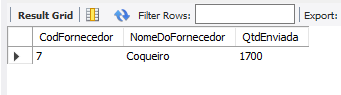 Result Grid Filter Rows: Export:
CodFornecedor NomeDoFornecedor QtdEnviada
7 Coqueiro 1700